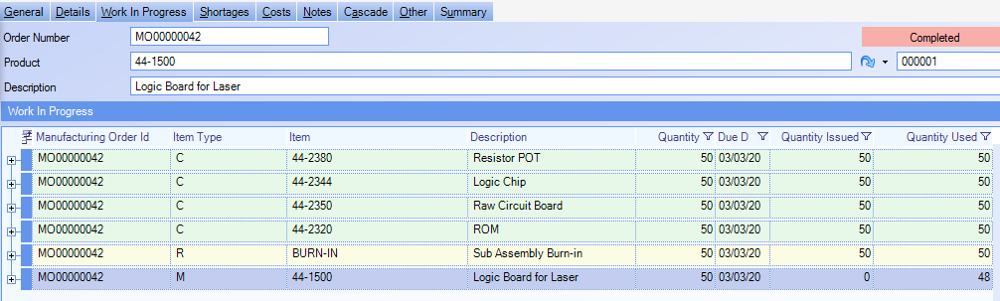 General Details Work In Progress Shortages Costs Notes Cascade Other Summary
Order Number MO00000042 Completed
Product 44-1500 000001
Description Logic Board for Laser
Work In Progress
Manufacturing Order Id Item Type Item Description Quantity Due D Quantity Issued Quantity Used
MO00000042 C 44-2380 Resistor POT 50 03/03/20 50 50
MO00000042 C 44-2344 Logic Chip 50 03/03/20 50 50
MO00000042 C 44-2350 Raw Circuit Board 50 03/03/20 50 50
MO00000042 C 44-2320 ROM 50 03/03/20 50 50
MO00000042 R BURN-IN Sub Assembly Burn-in 50 03/03/20 50 50
MO00000042 M 44-1500 Logic Board for Laser 50 03/03/20 0 48